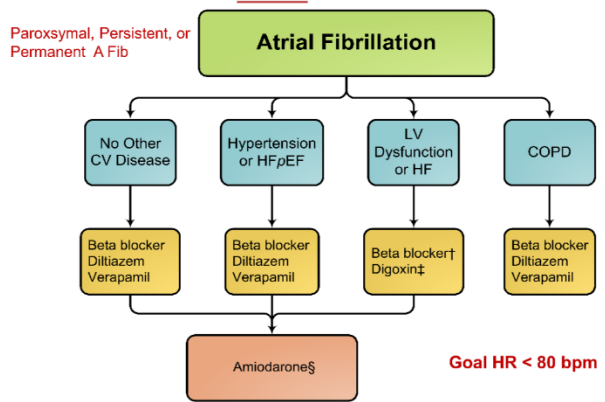 Paroxsymal, Persistent, or
Permanent A Fib
Atrial Fibrillation
No Other
CV Disease
Hypertension
or HFpEF
LV
Dysfunction
or HF
COPD
Beta blocker
Diltiazem
Verapamil
Beta blocker
Diltiazem
Verapamil
Beta blocker†
Digoxin‡
Beta blocker
Diltiazem
Verapamil
Amiodarone§
Goal HR < 80 bpm